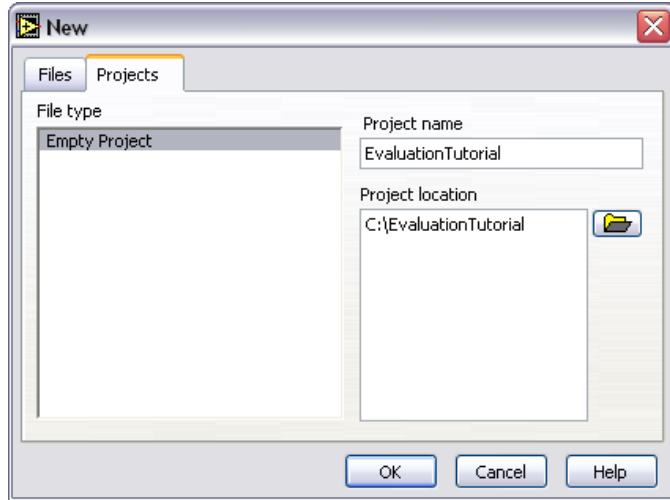 New
Files
Projects
File type
Empty Project
Project name
EvaluationTutorial
Project location
C:\EvaluationTutorial
OK
Cancel
Help